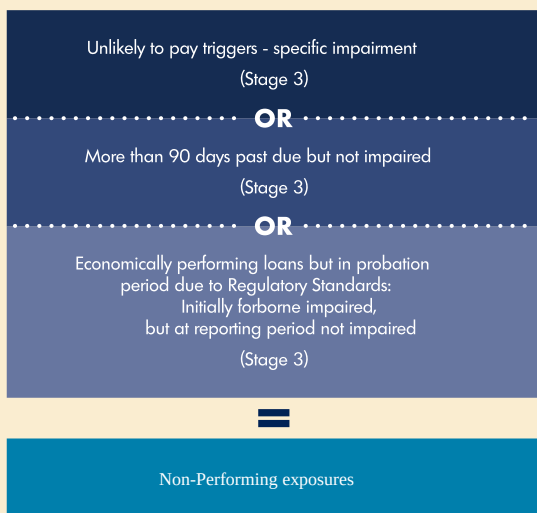 Unlikely to pay triggers - specific impairment
(Stage 3)
OR
More than 90 days past due but not impaired
(Stage 3)
OR
Economically performing loans but in probation
period due to Regulatory Standards:
Initially forborne impaired,
but at reporting period not impaired
(Stage 3)
=
Non-Performing exposures